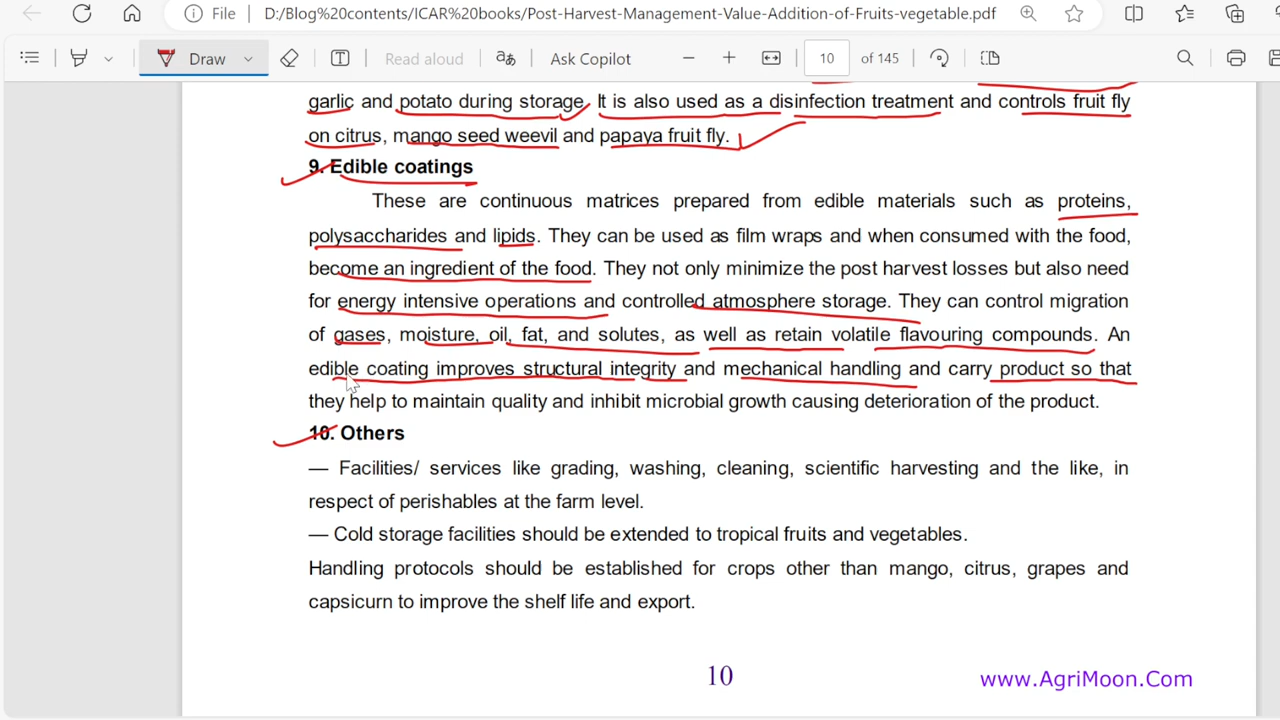 File
D:/Blog%20contents/ICAR%20books/Post-Harvest-Management-Value-Addition-of-Fruits-vegetable.pdf
Draw
Read aloud
aあ
Ask Copilot
10
of 145
garlic and potato during storage. It is also used as a disinfection treatment and controls fruit fly
on citrus, mango seed weevil and papaya fruit fly.
9. Edible coatings
These are continuous matrices prepared from edible materials such as proteins,
polysaccharides and lipids. They can be used as film wraps and when consumed with the food,
become an ingredient of the food. They not only minimize the post harvest losses but also need
for energy intensive operations and controlled atmosphere storage. They can control migration
of gases, moisture, oil, fat, and solutes, as well as retain volatile flavouring compounds. An
edible coating improves structural integrity and mechanical handling and carry product so that
they help to maintain quality and inhibit microbial growth causing deterioration of the product.
10. Others
— Facilities/ services like grading, washing, cleaning, scientific harvesting and the like, in
respect of perishables at the farm level.
— Cold storage facilities should be extended to tropical fruits and vegetables.
Handling protocols should be established for crops other than mango, citrus, grapes and
capsicurn to improve the shelf life and export.
10
www.AgriMoon.Com